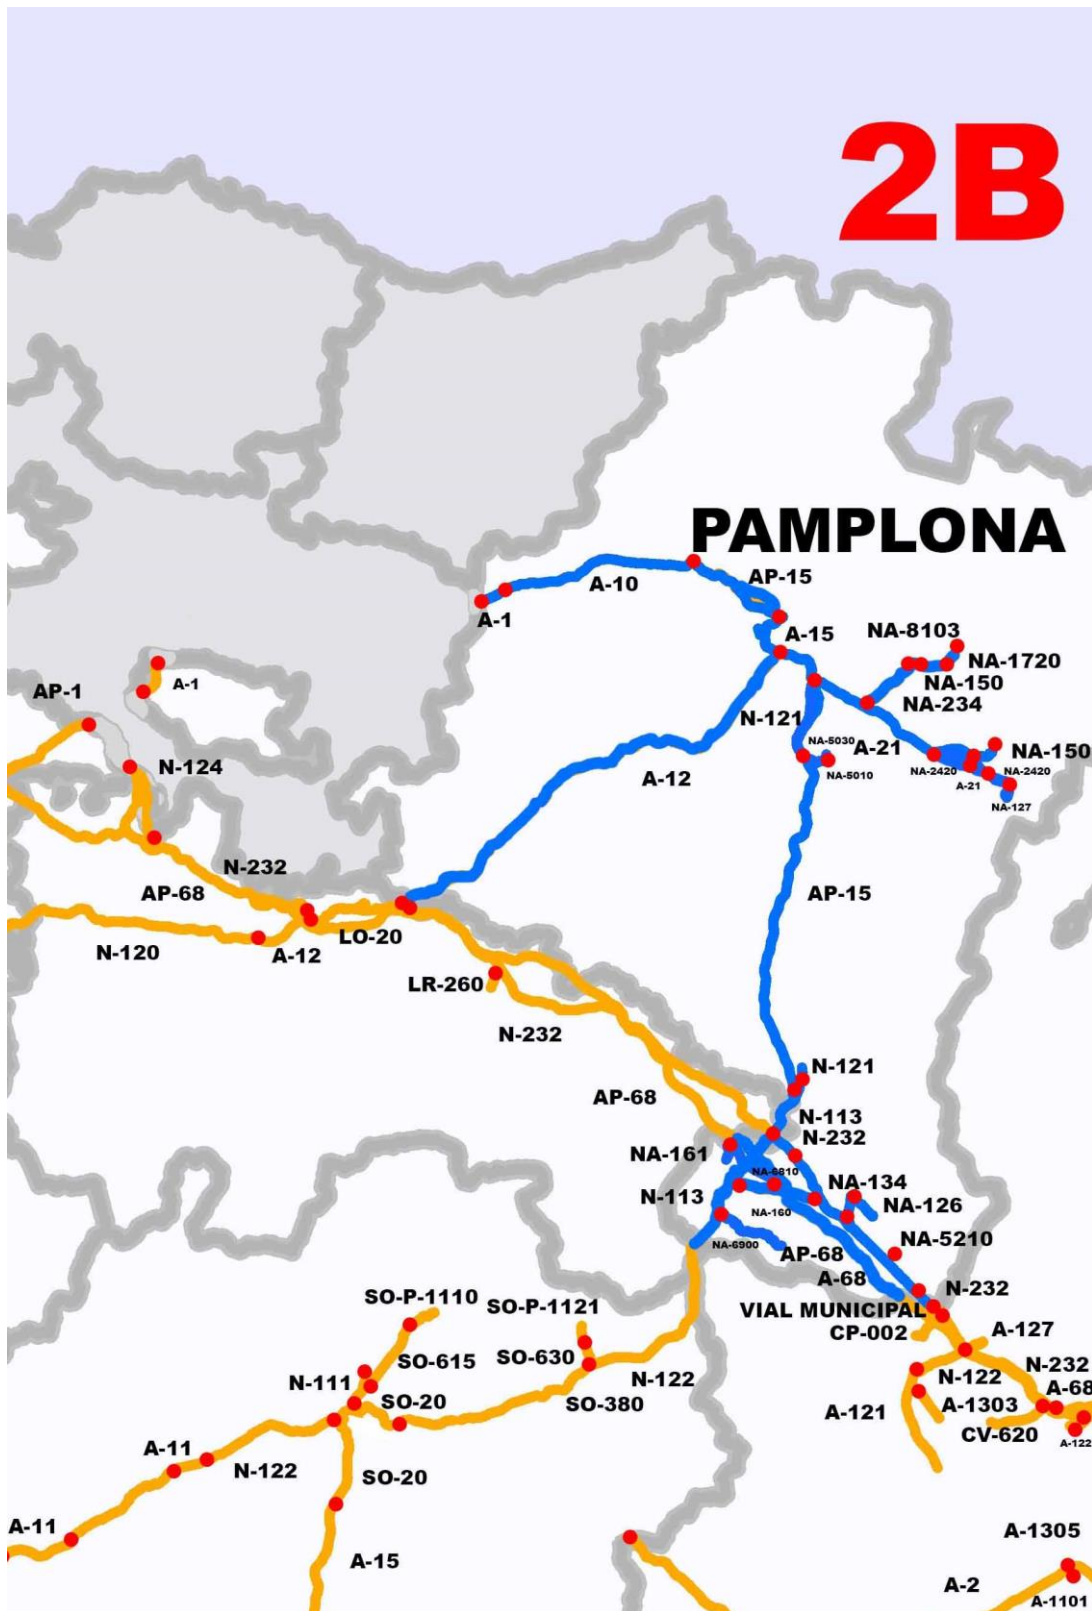 2B
PAMPLONA
AP-15
A-10
A-1
A-15
NA-8103
NA-1720
NA-150
NA-234
AP-1
A-1
N-121
NA-5030
A-21
NA-5010
NA-150
NA-2420
NA-2420
A-21
NA-127
N-124
A-12
N-232
AP-68
AP-15
LO-20
N-120
A-12
LR-260
N-232
N-121
AP-68
N-113
N-232
NA-161
NA-6810
NA-134
N-113
NA-160
NA-126
NA-6900
AP-68
NA-5210
A-68
N-232
SO-P-1110
SO-P-1121
VIAL MUNICIPAL
CP-002
A-127
SO-615
SO-630
N-122
N-122
N-232
N-111
SO-20
SO-380
A-68
A-121
A-1303
CV-620
A-122
A-11
N-122
SO-20
A-11
A-15
A-1305
A-2
A-1101